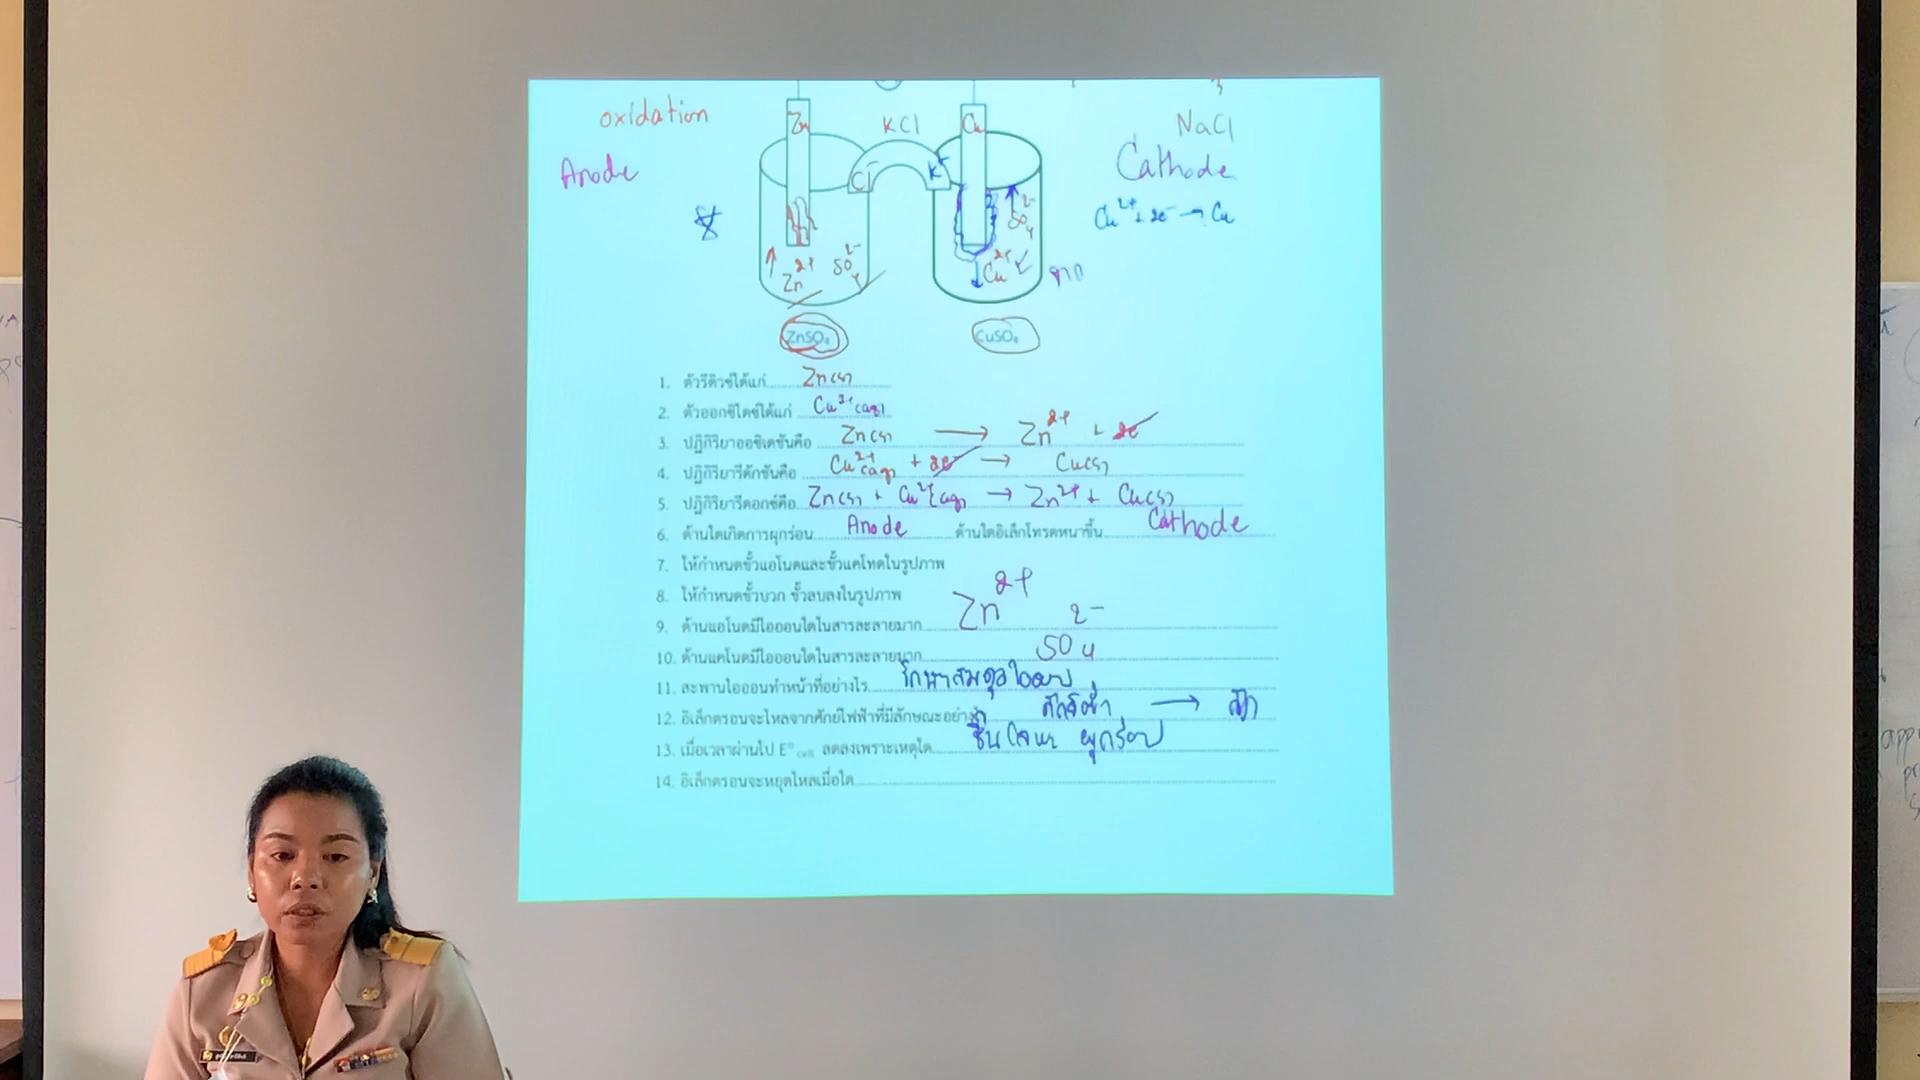 oxidation
Zn
KCl
Cu
NaCl
Anode
Cl⁻
K⁺
Cathode
Cu²⁺ + 2e⁻ → Cu
Zn²⁺
SO₄²⁻
SO₄²⁻
Cu²⁺
ZnSO₄
CuSO₄
1. ตัวรีดิวซ์ได้แก่ Zn(s)
2. ตัวออกซิไดซ์ได้แก่ Cu²⁺(aq)
3. ปฏิกิริยาออซิเดชันคือ Zn(s) → Zn²⁺ + 2e⁻
4. ปฏิกิริยารีดักชันคือ Cu²⁺(aq) + 2e⁻ → Cu(s)
5. ปฏิกิริยารีดอกซ์คือ Zn(s) + Cu²⁺(aq) → Zn²⁺ + Cu(s)
6. ด้านใดเกิดการผุกร่อน Anode ด้านใดอิเล็กโทรดหนาขึ้น Cathode
7. ให้กำหนดขั้วแอโนดและขั้วแคโทดในรูปภาพ
8. ให้กำหนดขั้วบวก ขั้วลบลงในรูปภาพ
9. ด้านแอโนดมีไอออนใดในสารละลายมาก Zn²⁺
10. ด้านแคโนดมีไอออนใดในสารละลายมาก SO₄²⁻
11. สะพานไอออนทำหน้าที่อย่างไร รักษาสมดุลไอออน
12. อิเล็กตรอนจะไหลจากศักย์ไฟฟ้าที่มีลักษณะอย่างไร →
13. เมื่อเวลาผ่านไป E°cell ลดลงเพราะเหตุใด ชิ้นโลหะ ผุกร่อน
14. อิเล็กตรอนจะหยุดไหลเมื่อใด